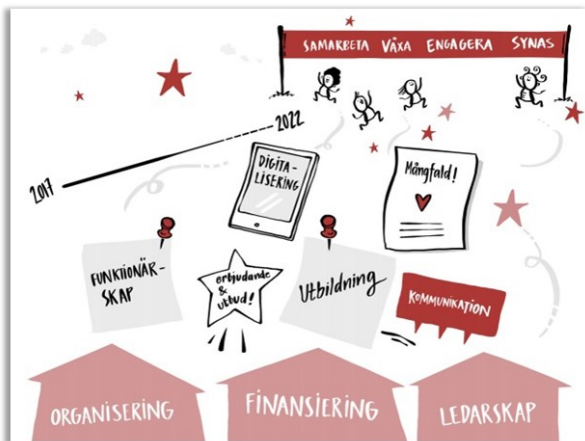 SAMARBETA VÄXA ENGAGERA SYNAS
2022
2017
DIGITA-
LISERING
Mångfald!
FUNKTIONÄR-
SKAP
erbjudande
&
utbud!
Utbildning
KOMMUNIKATION
ORGANISERING
FINANSIERING
LEDARSKAP